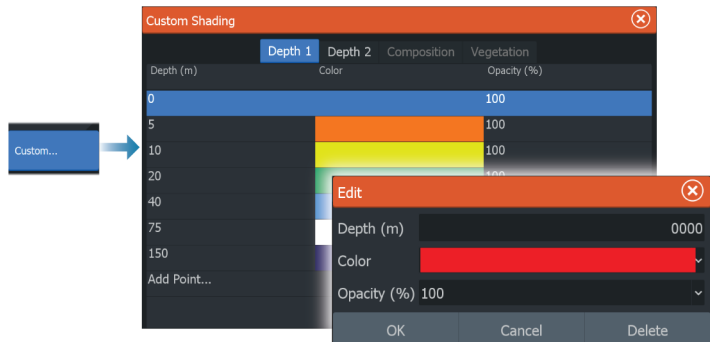 Custom Shading
Depth 1 Depth 2 Composition Vegetation
Depth (m) Color Opacity (%)
0 100
5 100
Custom...
10 100
20 100
40
75
150
Add Point...
Edit
Depth (m) 0000
Color
Opacity (%) 100
OK Cancel Delete